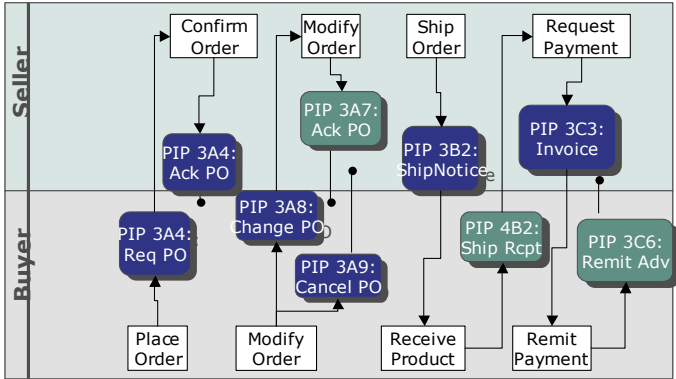 Seller
Confirm
Order
Modify
Order
Ship
Order
Request
Payment
PIP 3A4:
Ack PO
PIP 3A7:
Ack PO
PIP 3B2:
ShipNotice
PIP 3C3:
Invoice
Buyer
PIP 3A4:
Req PO
PIP 3A8:
Change PO
PIP 3A9:
Cancel PO
PIP 4B2:
Ship Rcpt
PIP 3C6:
Remit Adv
Place
Order
Modify
Order
Receive
Product
Remit
Payment